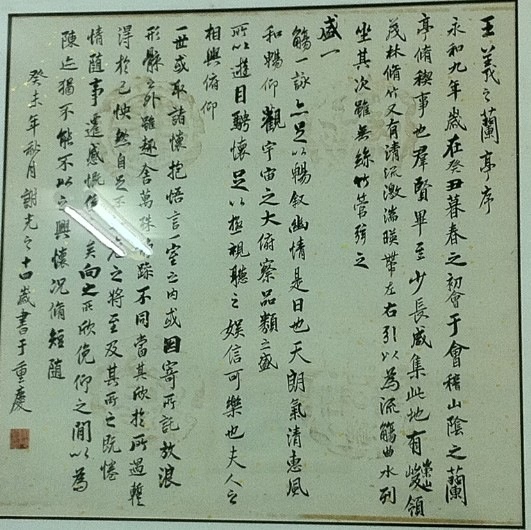 王羲之蘭亭序
永和九年歲在癸丑暮春之初會于會稽山陰之蘭
亭脩稧事也羣賢畢至少長咸集此地有崇山峻領
茂林脩竹又有清流激湍暎帶左右引以為流觴曲水列
坐其次雖無絲竹管弦之
盛一
觴一詠亦足以暢叙幽情是日也天朗氣清惠風
和暢仰觀宇宙之大俯察品類之盛
所以遊目騁懷足以極視聽之娛信可樂也夫人之
相與俯仰
一世或取諸懷抱悟言一室之內或因寄所託放浪
形骸之外雖趣舍萬殊躁不同當其欣於所遇蹔
得於己怏然自足不之將至及其所之既惓
情隨事遷感慨係矣向之所欣俛仰之閒以為
陳迹猶不能不以之興懷況脩短隨
癸未年秋月謝光之十四歲書于重慶